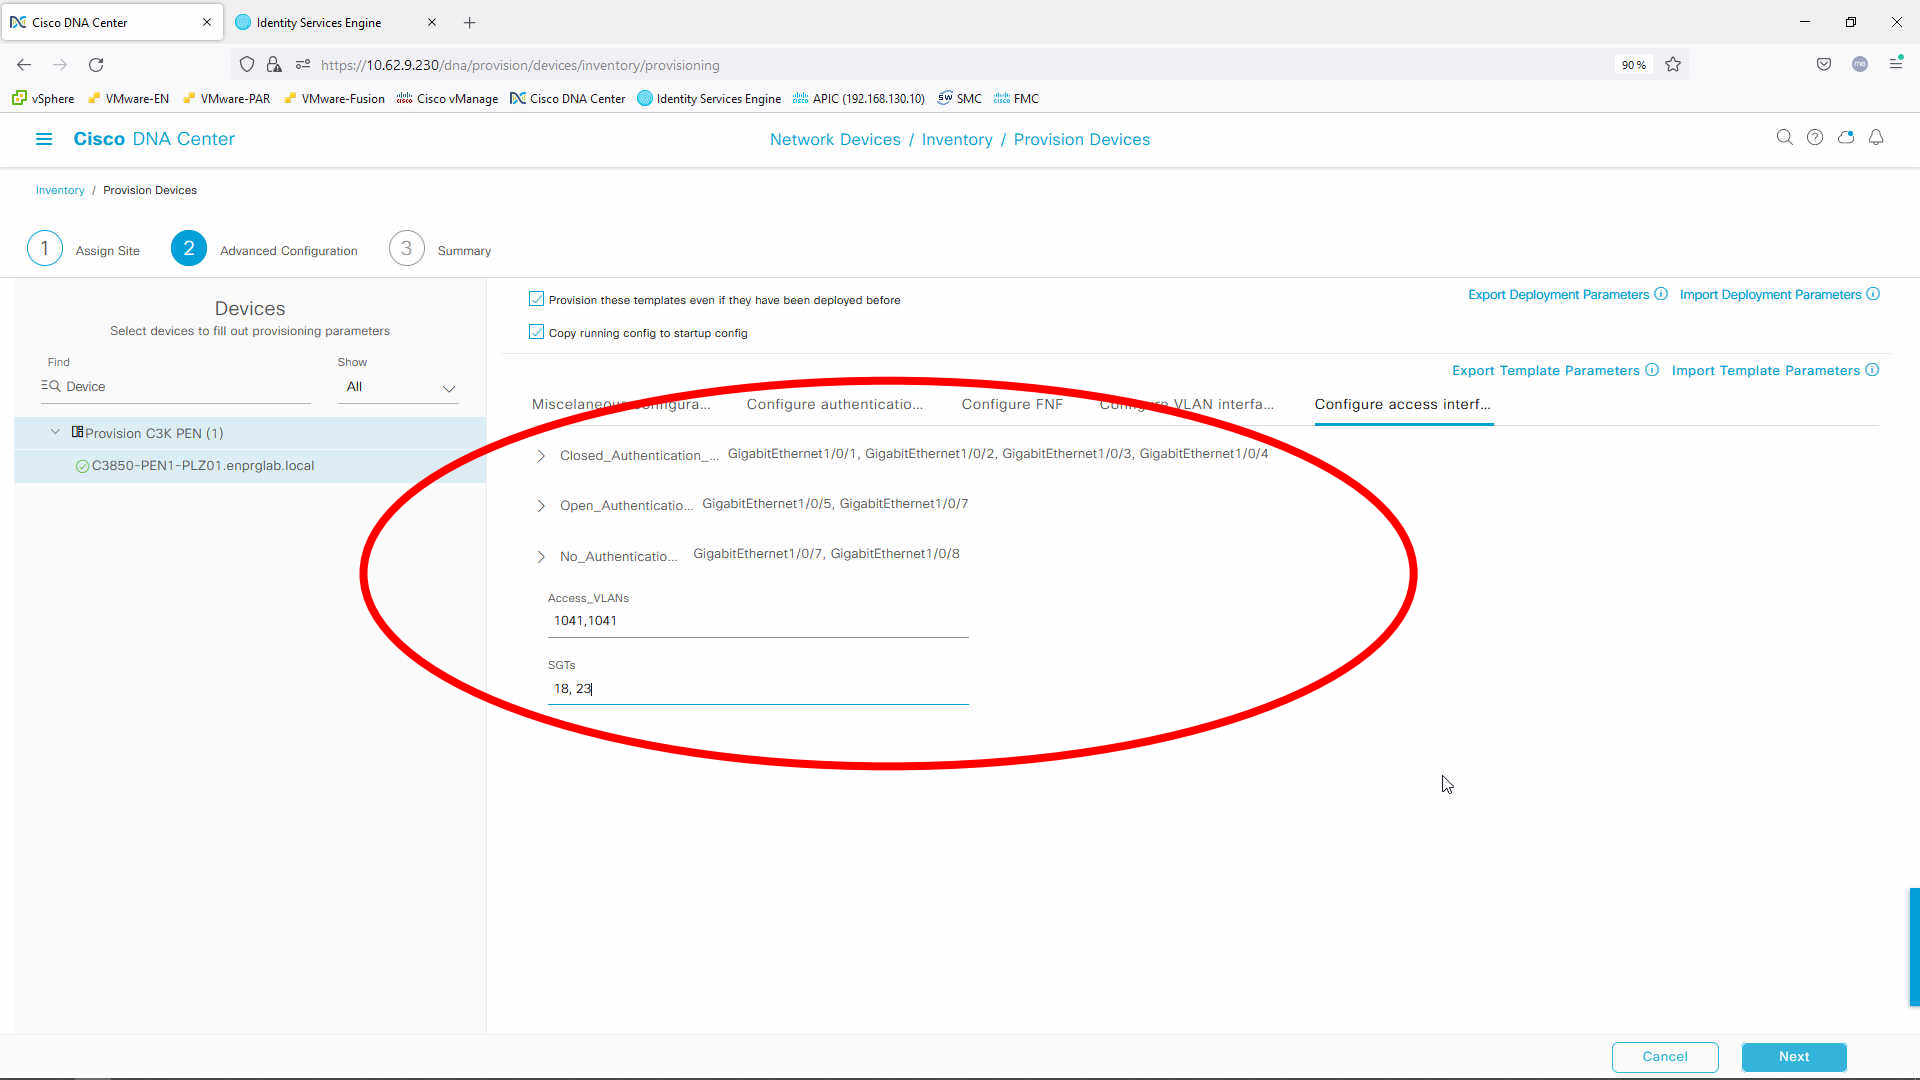 Cisco DNA Center
Identity Services Engine
https://10.62.9.230/dna/provision/devices/inventory/provisioning
90%
me
vSphere VMware-EN VMware-PAR VMware-Fusion Cisco vManage Cisco DNA Center Identity Services Engine APIC (192.168.130.10) SMC FMC
Cisco DNA Center
Network Devices / Inventory / Provision Devices
Inventory / Provision Devices
1 Assign Site 2 Advanced Configuration 3 Summary
Devices
Select devices to fill out provisioning parameters
Find
Show
Device
All
Provision C3K PEN (1)
C3850-PEN1-PLZ01.enprglab.local
Provision these templates even if they have been deployed before
Export Deployment Parameters Import Deployment Parameters
Copy running config to startup config
Export Template Parameters Import Template Parameters
Miscelaneous configura... Configure authenticatio... Configure FNF Configure VLAN interfa... Configure access interf...
Closed_Authentication_... GigabitEthernet1/0/1, GigabitEthernet1/0/2, GigabitEthernet1/0/3, GigabitEthernet1/0/4
Open_Authenticatio... GigabitEthernet1/0/5, GigabitEthernet1/0/7
No_Authenticatio... GigabitEthernet1/0/7, GigabitEthernet1/0/8
Access_VLANs
1041,1041
SGTs
18, 23
Cancel Next